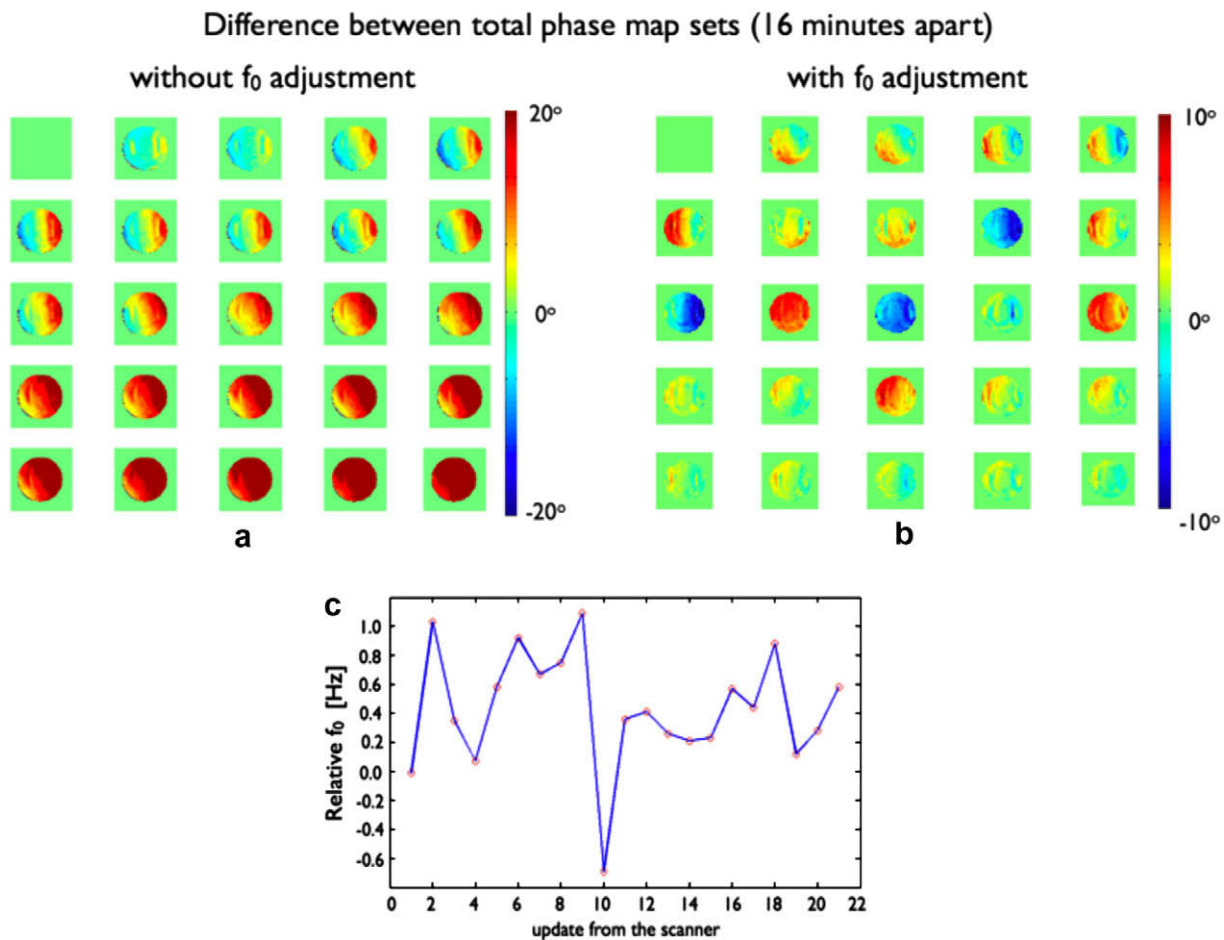 Difference between total phase map sets (16 minutes apart)
without f₀ adjustment
with f₀ adjustment
20°
0°
-20°
10°
0°
-10°
a
b
c
1.0
0.8
0.6
0.4
0.2
0.0
-0.2
-0.4
-0.6
Relative f₀ [Hz]
0 2 4 6 8 10 12 14 16 18 20 22
update from the scanner